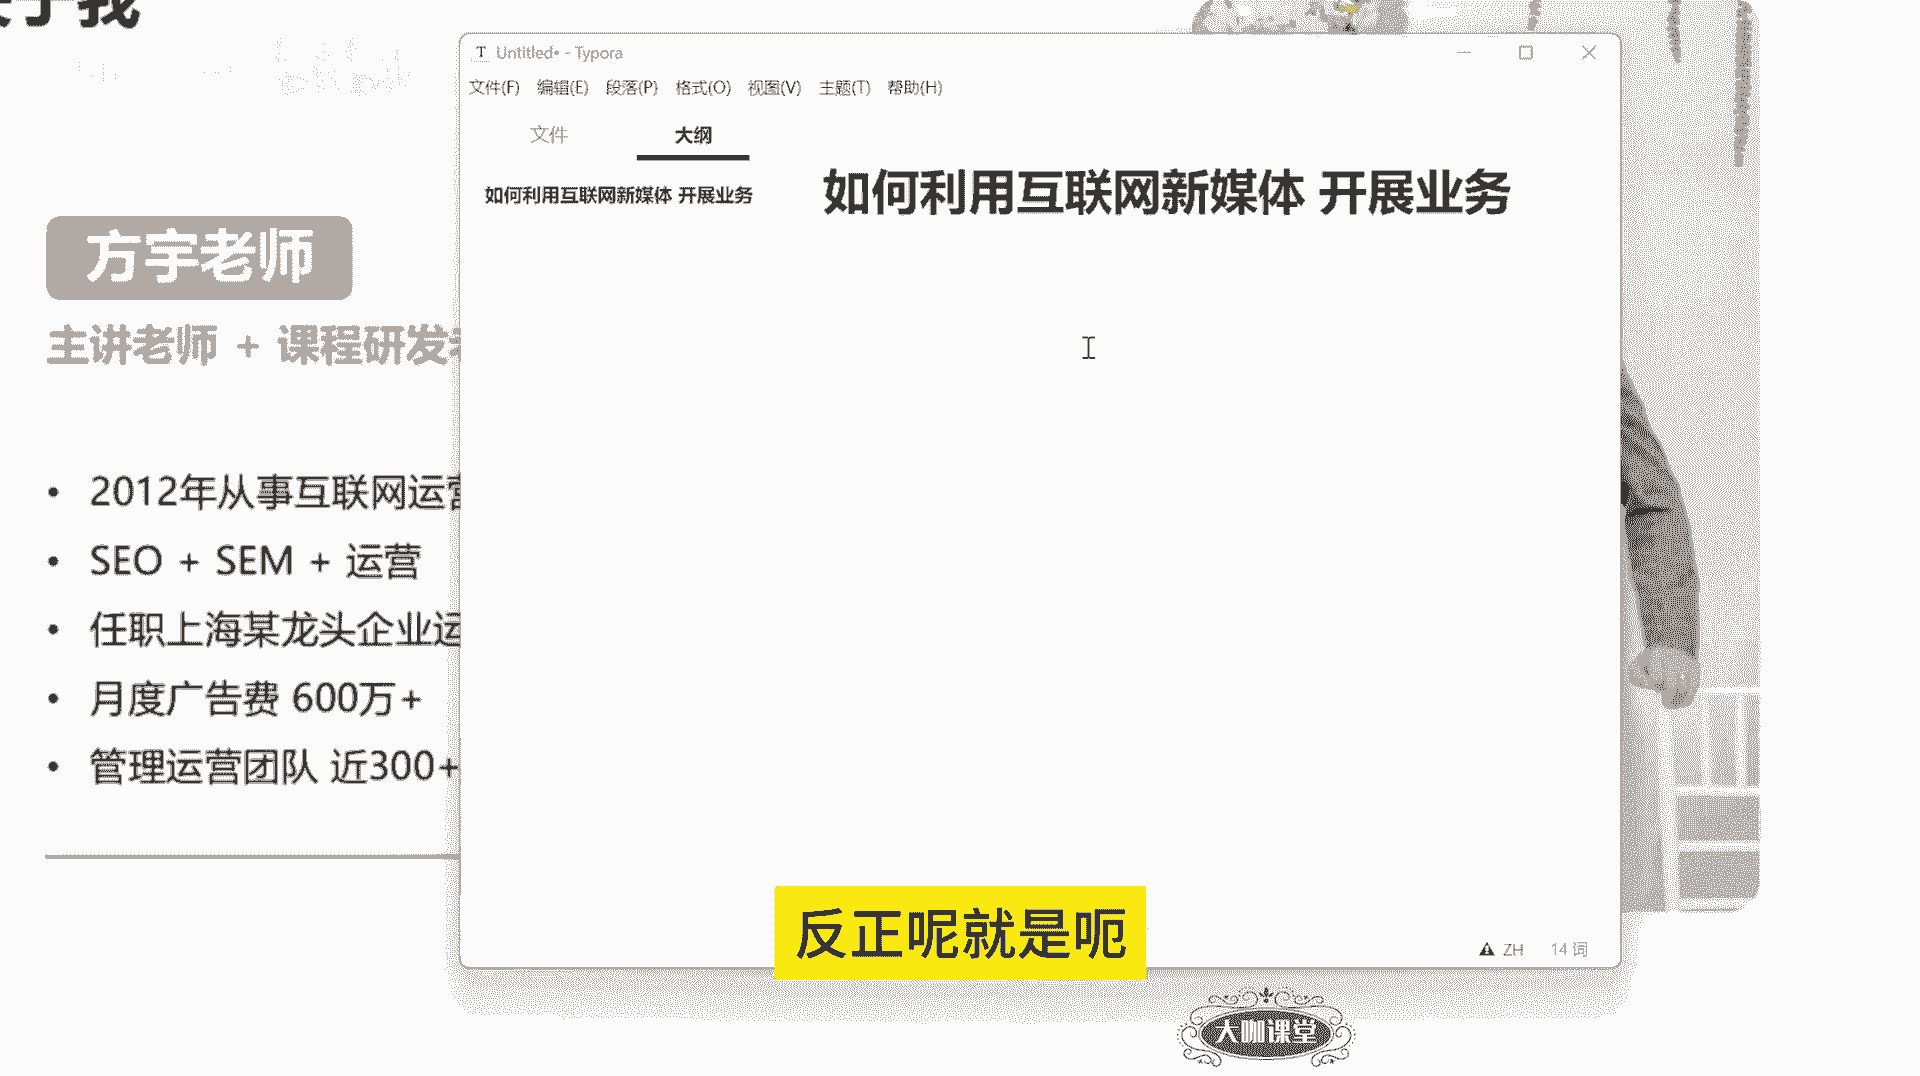 于我
Untitled• - Typora
文件(F) 编辑(E) 段落(P) 格式(O) 视图(V) 主题(T) 帮助(H)
文件 大纲
如何利用互联网新媒体 开展业务
如何利用互联网新媒体 开展业务
方宇老师
主讲老师 + 课程研发
• 2012年从事互联网运营
• SEO + SEM + 运营
• 任职上海某龙头企业运
• 月度广告费 600万+
• 管理运营团队 近300+
反正呢就是呃
ZH 14 词
大咖课堂